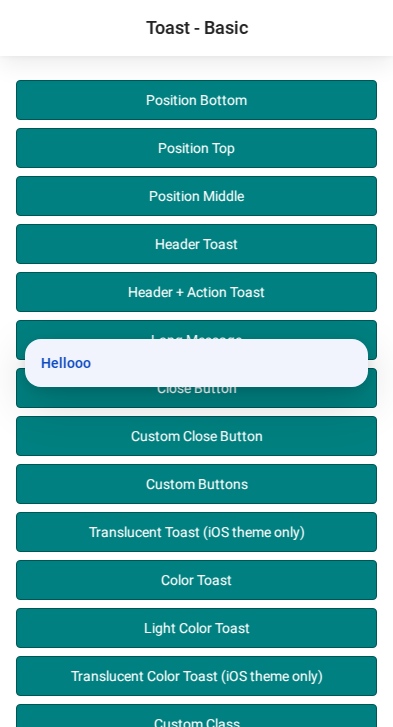 Toast - Basic
Position Bottom
Position Top
Position Middle
Header Toast
Header + Action Toast
Long Message
Hellooo
Close Button
Custom Close Button
Custom Buttons
Translucent Toast (iOS theme only)
Color Toast
Light Color Toast
Translucent Color Toast (iOS theme only)
Custom Class